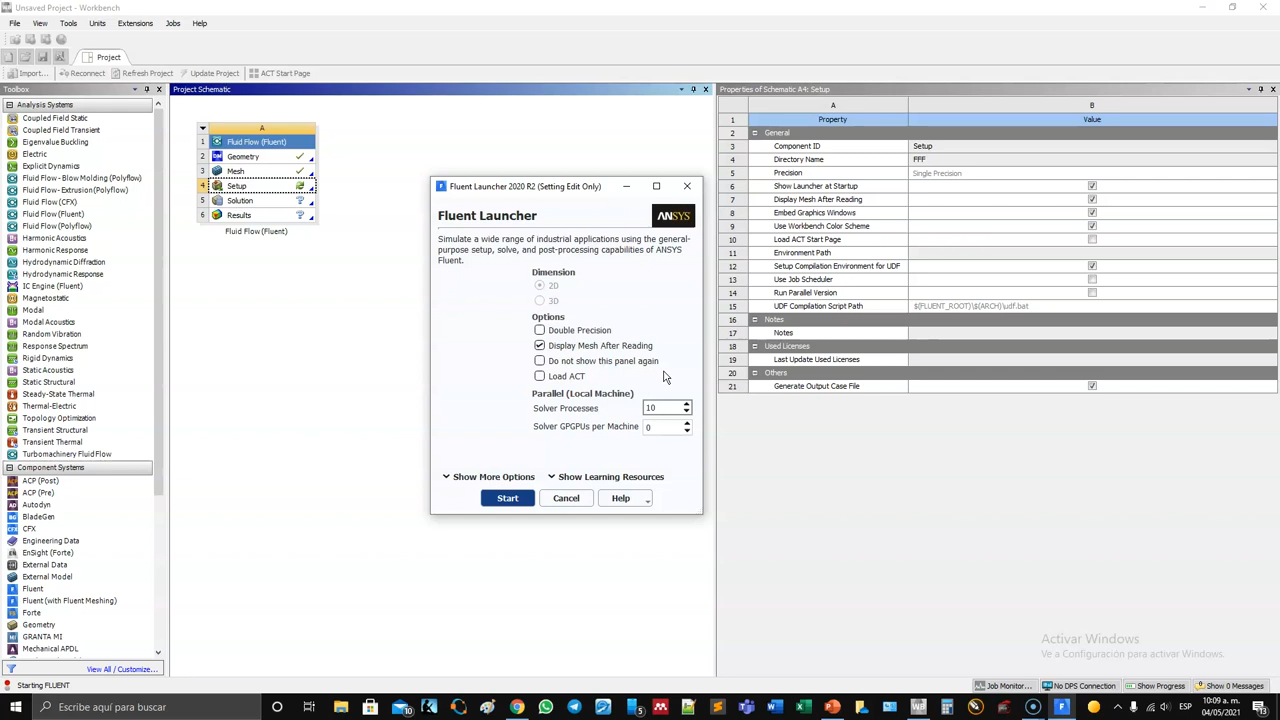 Unsaved Project - Workbench
File View Tools Units Extensions Jobs Help
Project
Import... Reconnect Refresh Project Update Project ACT Start Page
Toolbox
Analysis Systems
Coupled Field Static
Coupled Field Transient
Eigenvalue Buckling
Electric
Explicit Dynamics
Fluid Flow - Blow Molding (Polyflow)
Fluid Flow - Extrusion (Polyflow)
Fluid Flow (CFX)
Fluid Flow (Fluent)
Fluid Flow (Polyflow)
Harmonic Acoustics
Harmonic Response
Hydrodynamic Diffraction
Hydrodynamic Response
IC Engine (Fluent)
Magnetostatic
Modal
Modal Acoustics
Random Vibration
Response Spectrum
Rigid Dynamics
Static Acoustics
Static Structural
Steady-State Thermal
Thermal-Electric
Topology Optimization
Transient Structural
Transient Thermal
Turbomachinery Fluid Flow
Component Systems
ACP (Post)
ACP (Pre)
Autodyn
BladeGen
CFX
Engineering Data
EnSight (Forte)
External Data
External Model
Fluent
Fluent (with Fluent Meshing)
Forte
Geometry
GRANTA MI
Mechanical APDL
View All / Customize...
Starting FLUENT
Project Schematic
A
1 Fluid Flow (Fluent)
2 Geometry
3 Mesh
4 Setup
5 Solution
6 Results
Fluid Flow (Fluent)
Fluent Launcher 2020 R2 (Setting Edit Only)
Fluent Launcher
ANSYS
Simulate a wide range of industrial applications using the general-
purpose setup, solve, and post-processing capabilities of ANSYS
Fluent.
Dimension
2D
3D
Options
Double Precision
Display Mesh After Reading
Do not show this panel again
Load ACT
Parallel (Local Machine)
Solver Processes 10
Solver GPGPUs per Machine 0
Show More Options Show Learning Resources
Start Cancel Help
Properties of Schematic A4: Setup
A B
1 Property Value
2 General
3 Component ID Setup
4 Directory Name FFF
5 Precision Single Precision
6 Show Launcher at Startup
7 Display Mesh After Reading
8 Embed Graphics Windows
9 Use Workbench Color Scheme
10 Load ACT Start Page
11 Environment Path
12 Setup Compilation Environment for UDF
13 Use Job Scheduler
14 Run Parallel Version
15 UDF Compilation Script Path $(FLUENT_ROOT)\$(ARCH)\udf.bat
16 Notes
17 Notes
18 Used Licenses
19 Last Update Used Licenses
20 Others
21 Generate Output Case File
Activar Windows
Ve a Configuración para activar Windows.
Job Monitor... No DPS Connection Show Progress Show 0 Messages
Escribe aquí para buscar
ESP
10:09 a. m.
04/05/2021